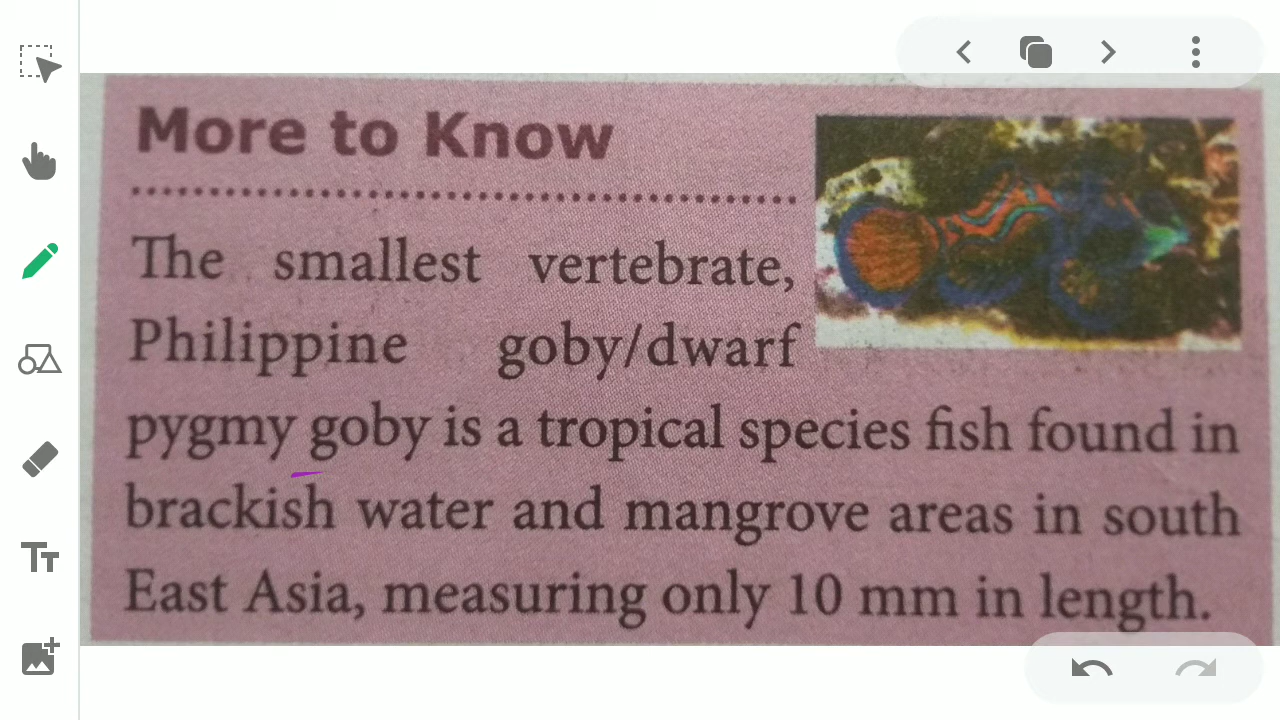 More to Know
The smallest vertebrate,
Philippine goby/dwarf
pygmy goby is a tropical species fish found in
brackish water and mangrove areas in south
East Asia, measuring only 10 mm in length.